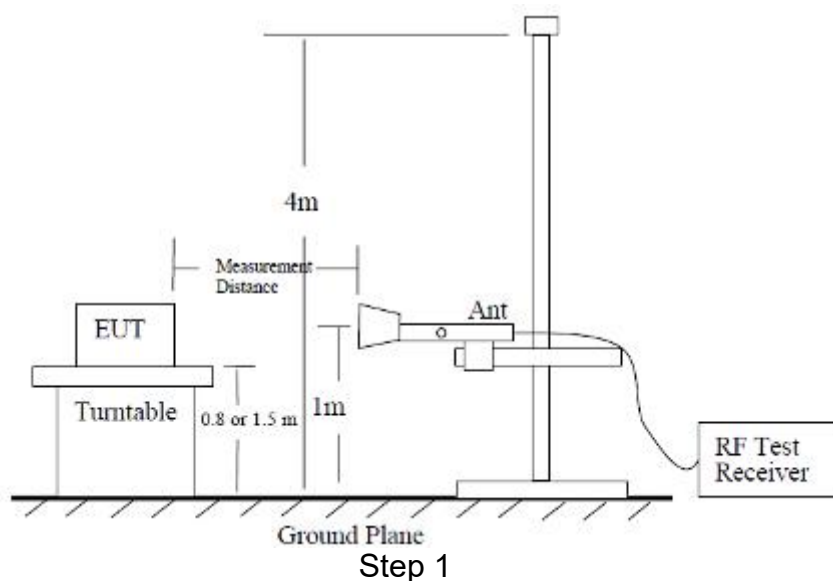 4m
Measurement
Distance
EUT
Ant
Turntable
0.8 or 1.5 m
1m
RF Test
Receiver
Ground Plane
Step 1